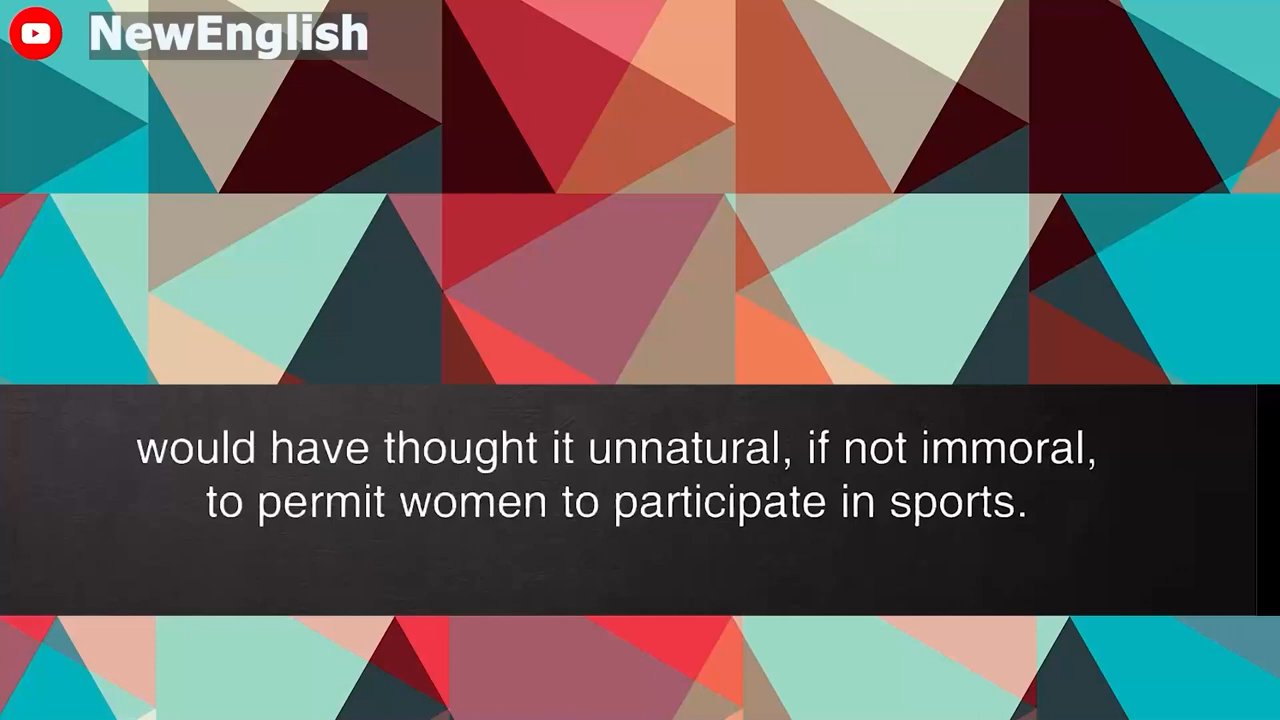 NewEnglish
would have thought it unnatural, if not immoral,
to permit women to participate in sports.